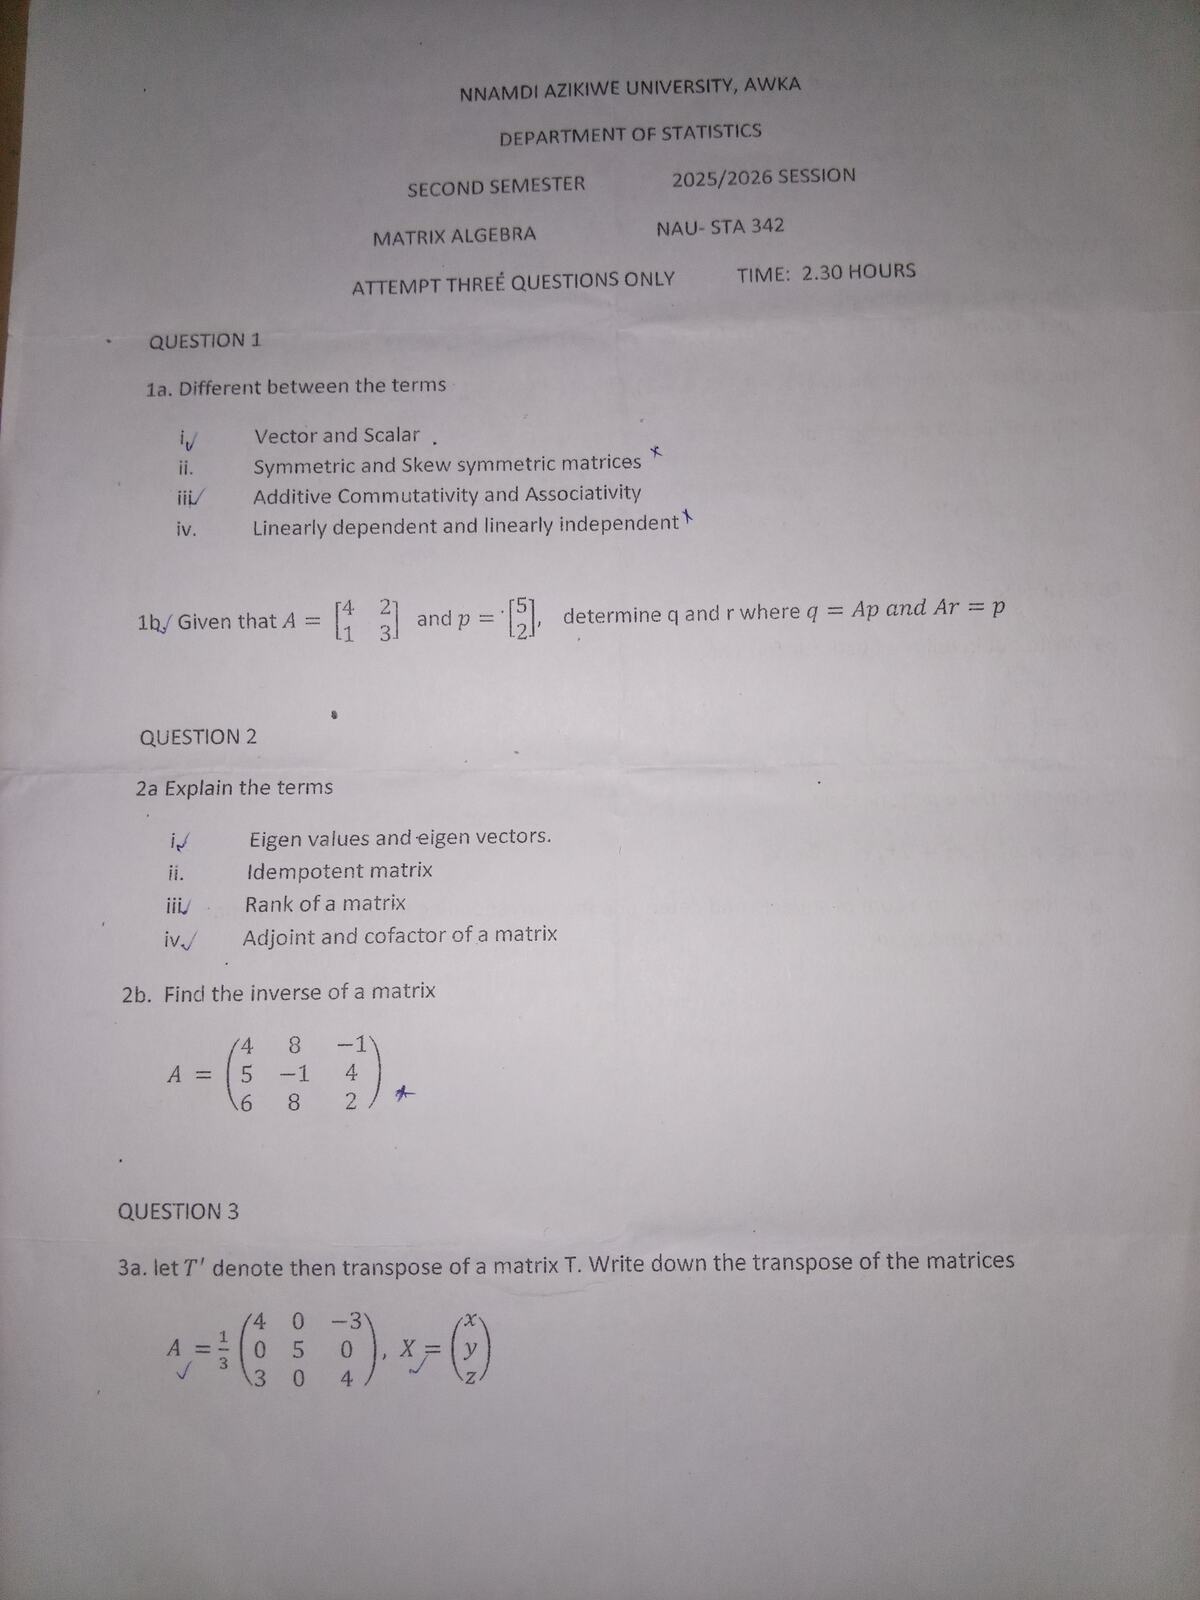 NNAMDI AZIKIWE UNIVERSITY, AWKA
DEPARTMENT OF STATISTICS
SECOND SEMESTER 2025/2026 SESSION
MATRIX ALGEBRA NAU- STA 342
ATTEMPT THREÉ QUESTIONS ONLY TIME: 2.30 HOURS
QUESTION 1
1a. Different between the terms
i. Vector and Scalar
ii. Symmetric and Skew symmetric matrices
iii. Additive Commutativity and Associativity
iv. Linearly dependent and linearly independent
1b. Given that A = [4 2; 1 3] and p = [5; 2], determine q and r where q = Ap and Ar = p
QUESTION 2
2a Explain the terms
i. Eigen values and eigen vectors.
ii. Idempotent matrix
iii. Rank of a matrix
iv. Adjoint and cofactor of a matrix
2b. Find the inverse of a matrix
4 8 −1
A = 5 −1 4
6 8 2
QUESTION 3
3a. let T' denote then transpose of a matrix T. Write down the transpose of the matrices
4 0 −3 x
A = 1/3 0 5 0 , X = y
3 0 4 z